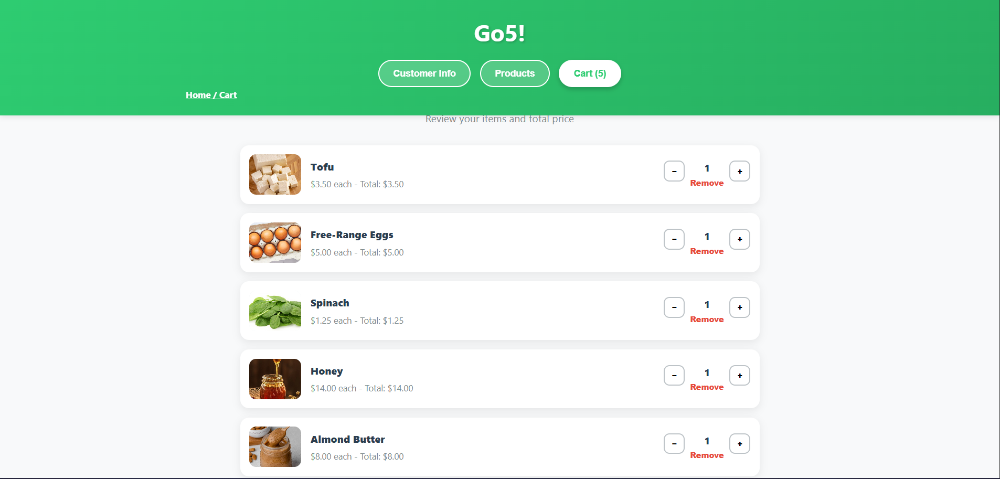 Go5!
Customer Info
Products
Cart (5)
Home / Cart
Review your items and total price
Tofu
$3.50 each - Total: $3.50
-
1
+
Remove
Free-Range Eggs
$5.00 each - Total: $5.00
-
1
+
Remove
Spinach
$1.25 each - Total: $1.25
-
1
+
Remove
Honey
$14.00 each - Total: $14.00
-
1
+
Remove
Almond Butter
$8.00 each - Total: $8.00
-
1
+
Remove